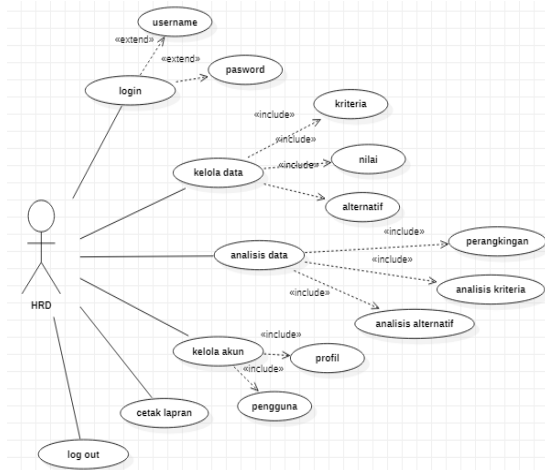 username
«extend»
«extend»
pasword
login
kriteria
«include»
«include»
nilai
«include»
kelola data
alternatif
«include»
perangkingan
analisis data
«include»
analisis kriteria
«include»
HRD
analisis alternatif
«include»
kelola akun
profil
«include»
pengguna
cetak lapran
log out